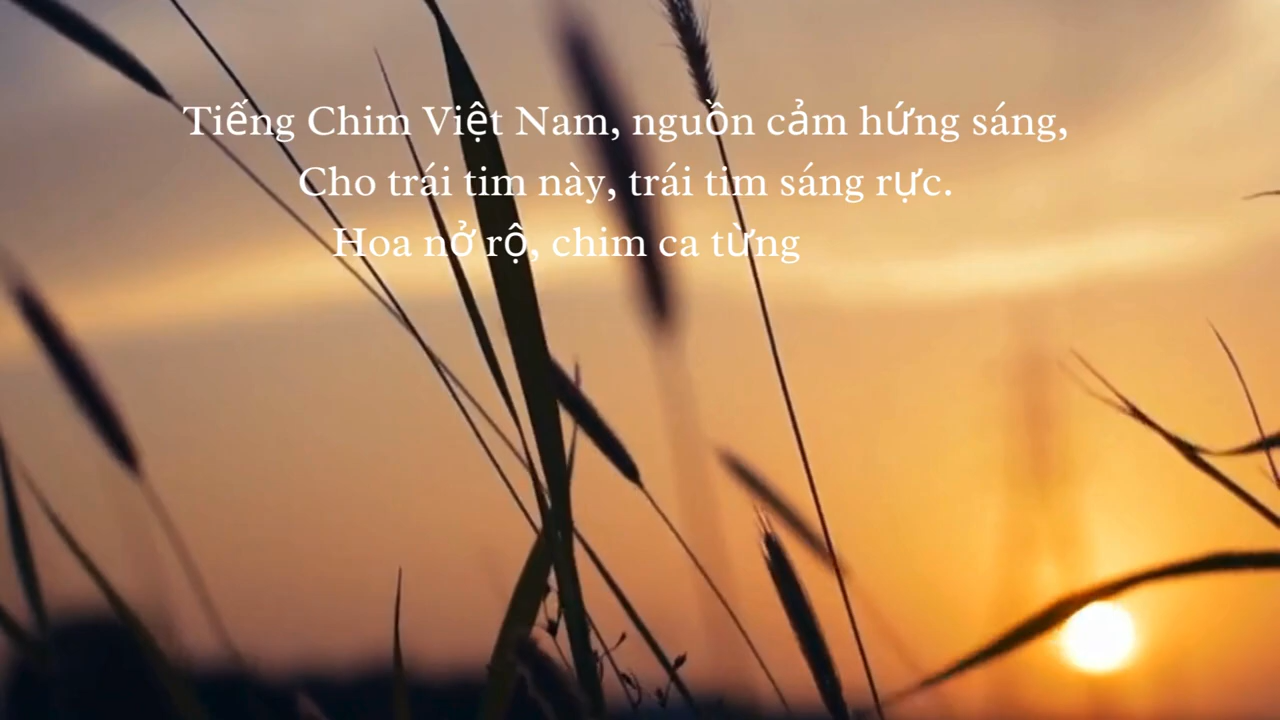 Tiếng Chim Việt Nam, nguồn cảm hứng sáng,
Cho trái tim này, trái tim sáng rực.
Hoa nở rộ, chim ca từng